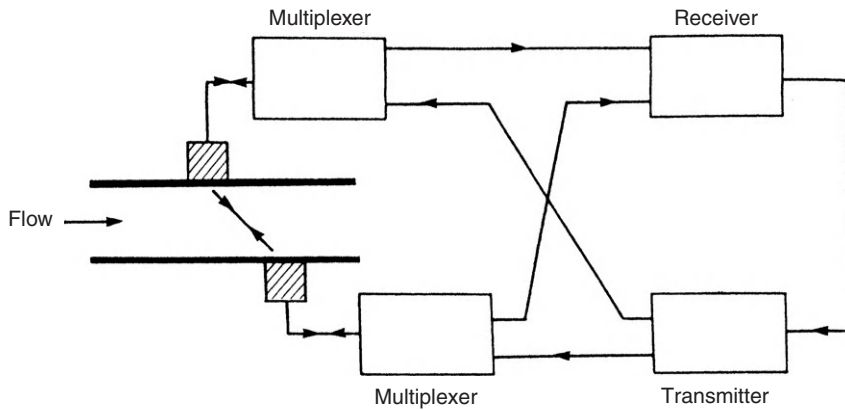 Multiplexer
Receiver
Flow
Multiplexer
Transmitter